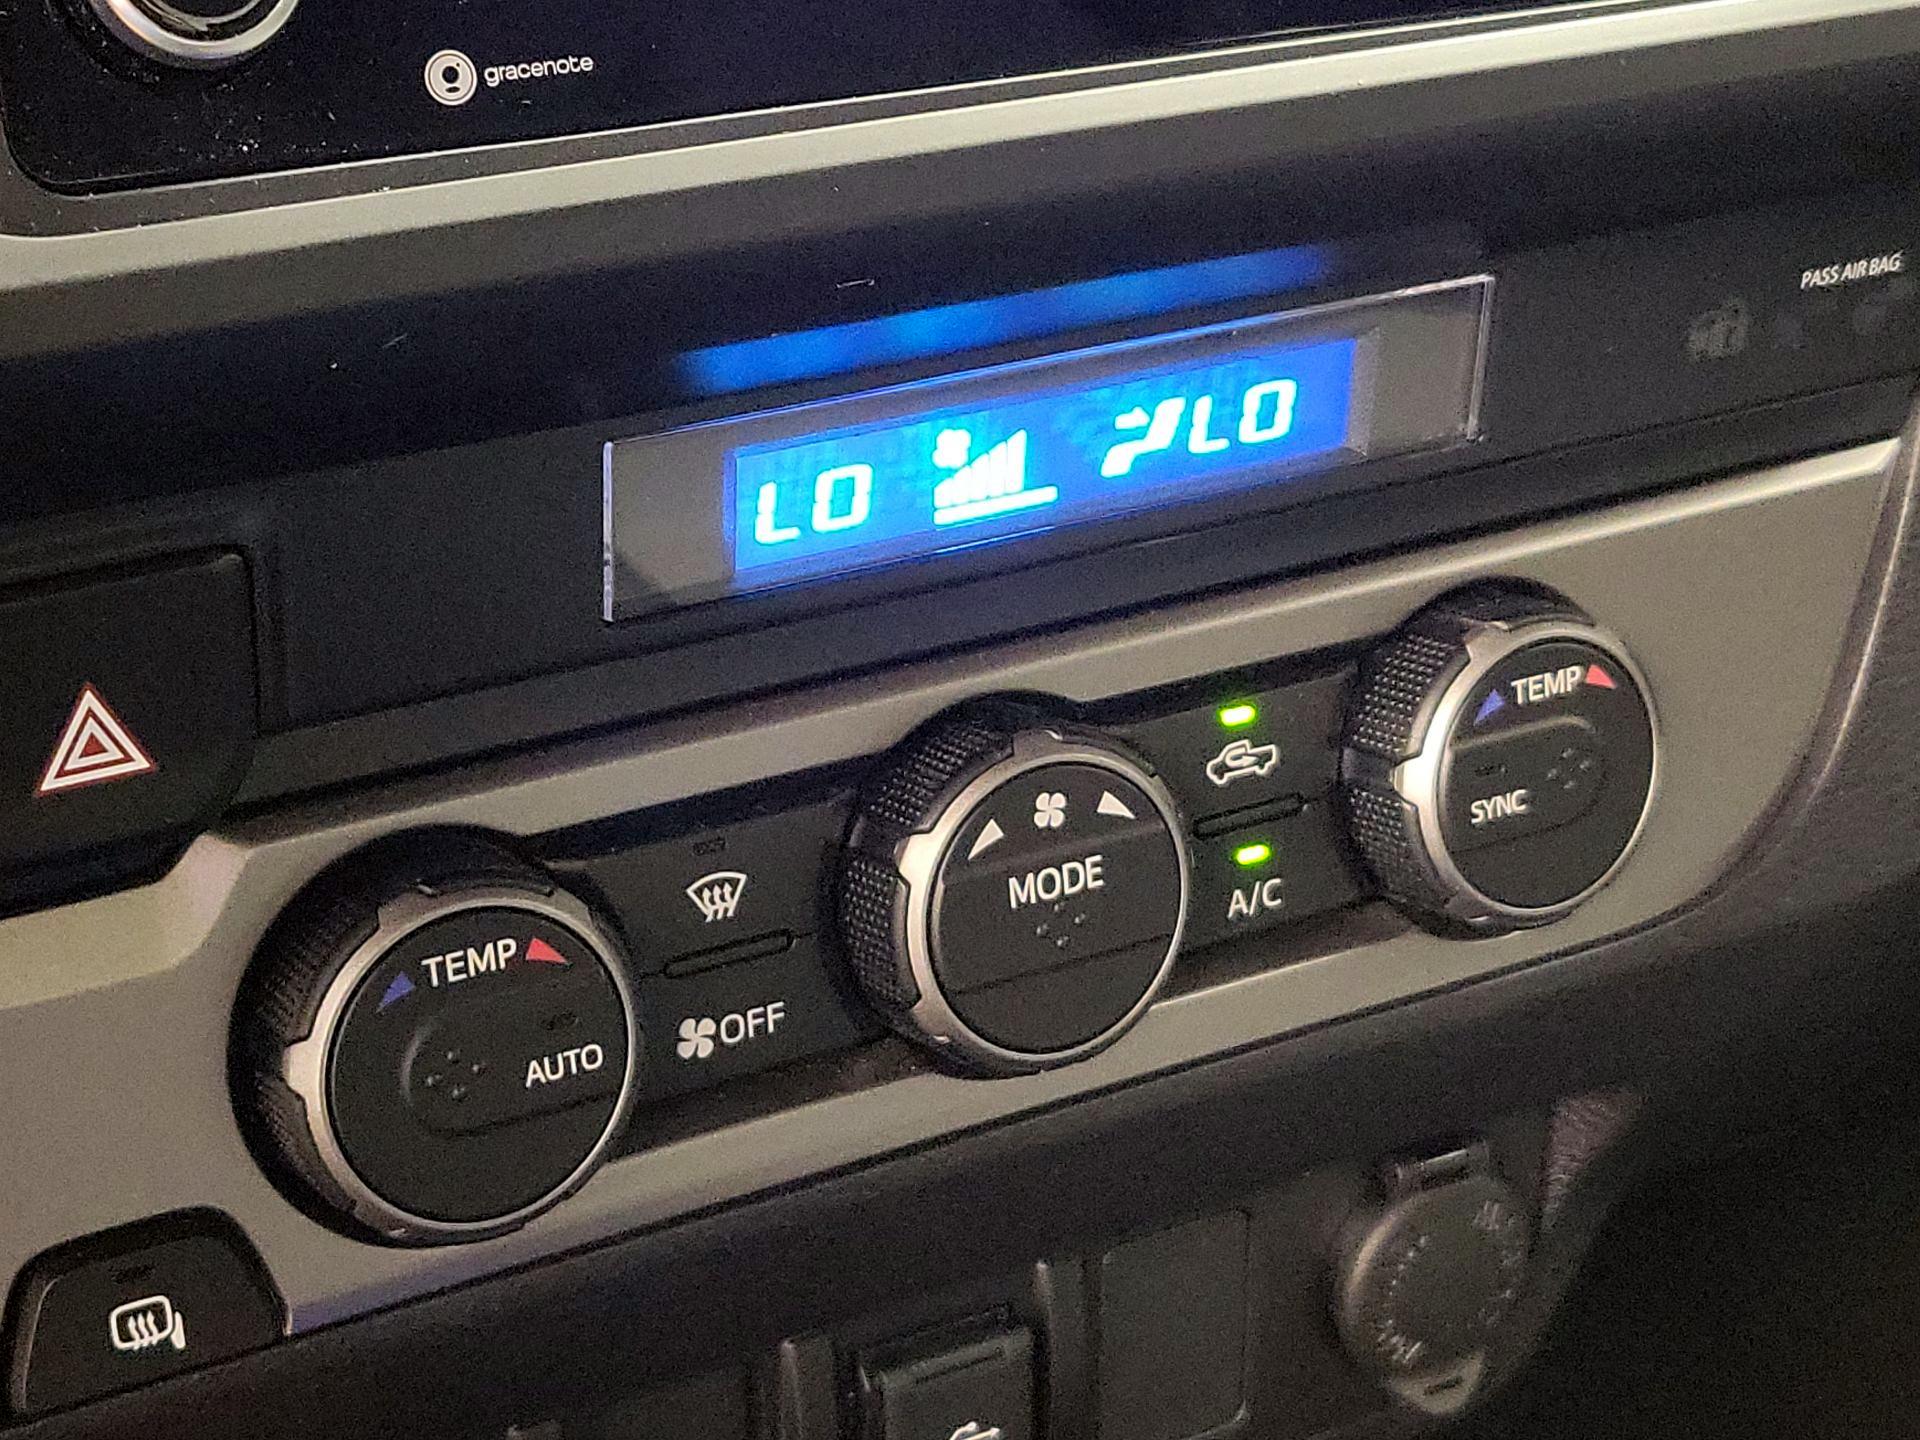 gracenote
PASS AIR BAG
LO LO
TEMP
SYNC
MODE
A/C
TEMP
AUTO
OFF